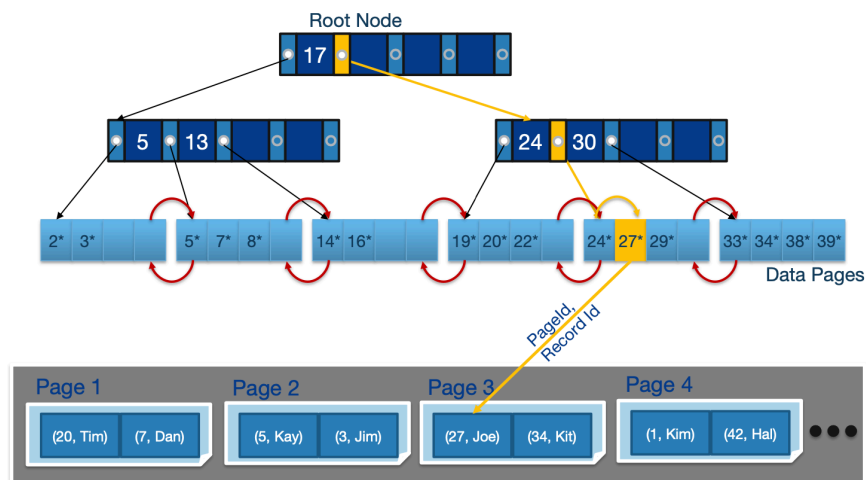 Root Node
17
5 13
24 30
2* 3*
5* 7* 8*
14* 16*
19* 20* 22*
24* 27* 29*
33* 34* 38* 39*
Data Pages
PageId,
Record Id
Page 1
(20, Tim) (7, Dan)
Page 2
(5, Kay) (3, Jim)
Page 3
(27, Joe) (34, Kit)
Page 4
(1, Kim) (42, Hal)